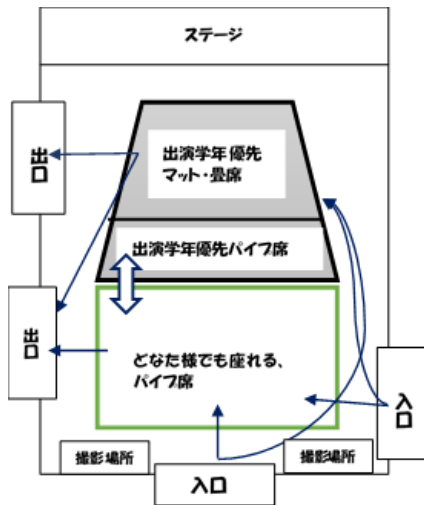 ステージ
出口
出演学年優先
マット・畳席
出演学年優先パイプ席
出口
どなた様でも座れる、
パイプ席
入口
撮影場所
撮影場所
入口